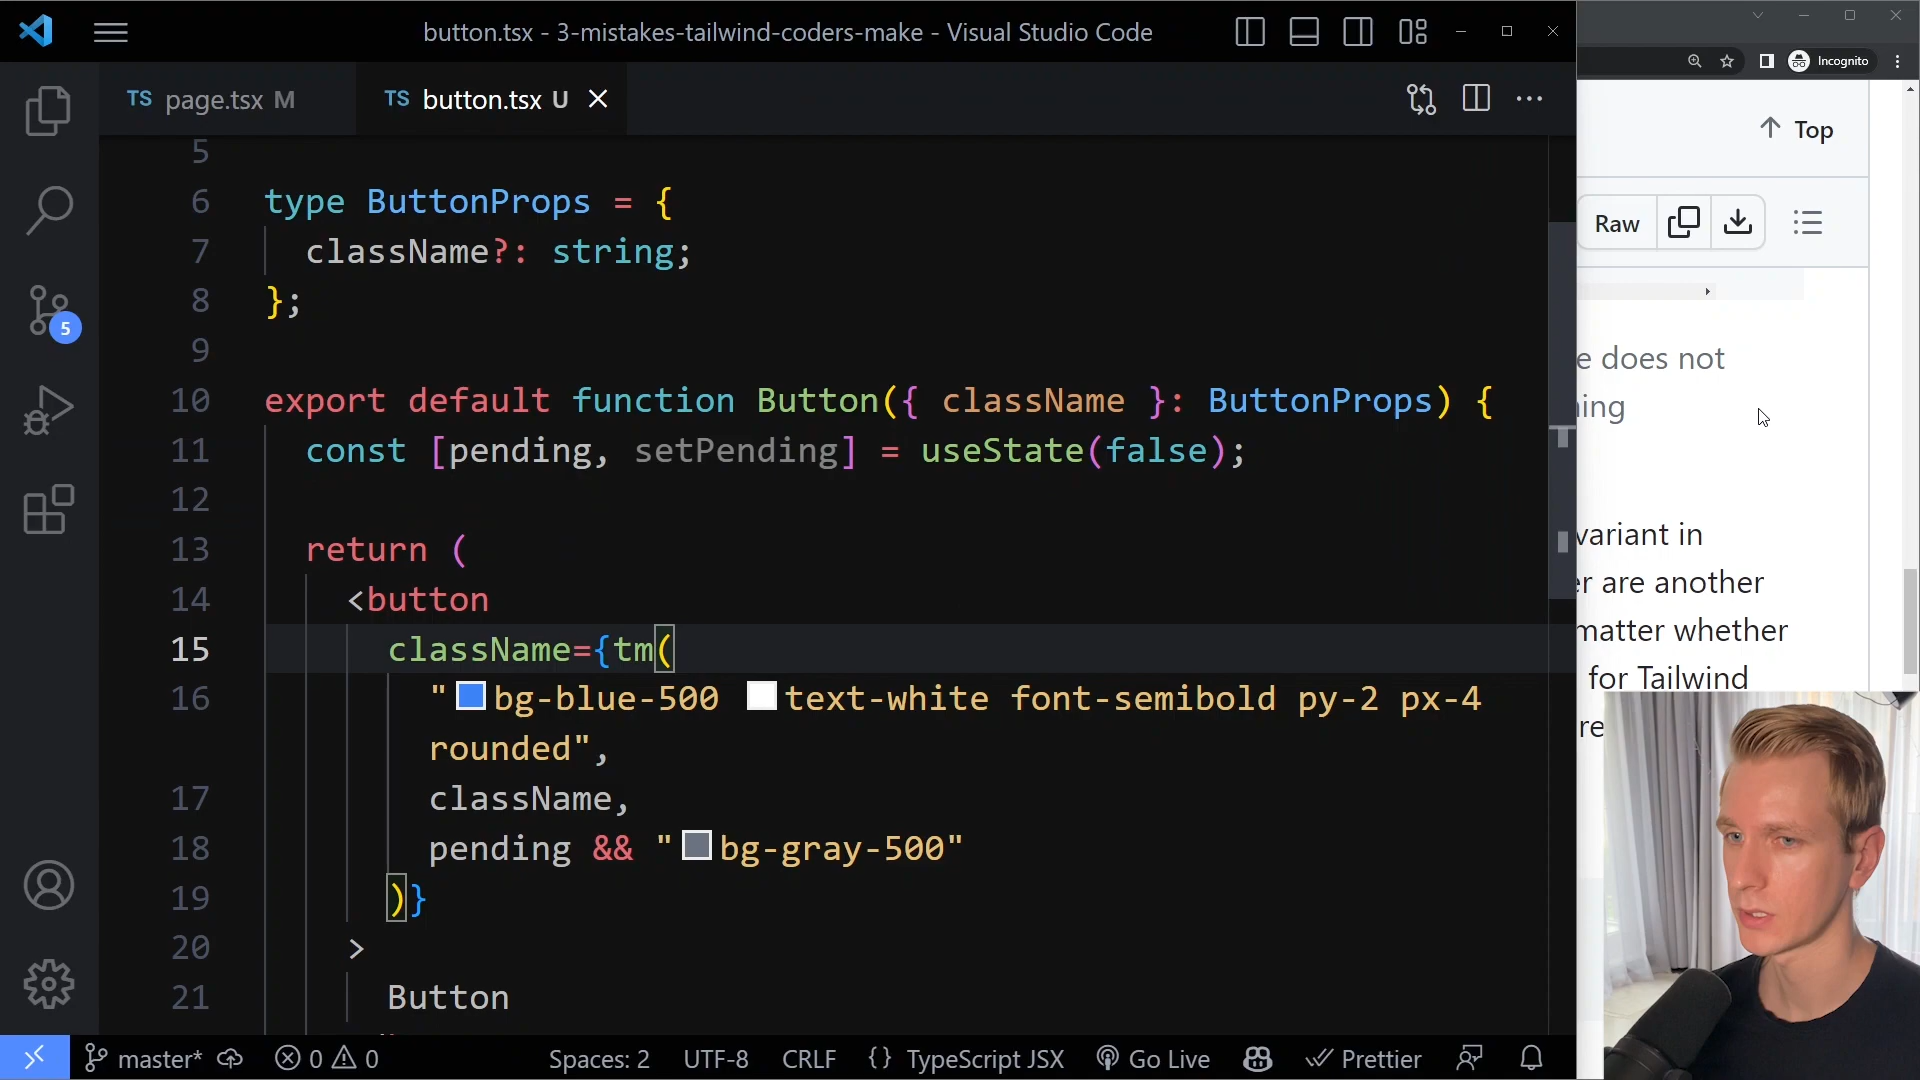 button.tsx - 3-mistakes-tailwind-coders-make - Visual Studio Code
Incognito
TS page.tsx M
TS button.tsx U
Top
Raw
5
6 type ButtonProps = {
7 className?: string;
8 };
9
10 export default function Button({ className }: ButtonProps) {
11 const [pending, setPending] = useState(false);
12
13 return (
14 <button
15 className={tm(
16 "bg-blue-500 text-white font-semibold py-2 px-4
rounded",
17 className,
18 pending && "bg-gray-500"
19 )}
20 >
21 Button
e does not
variant in
er are another
matter whether
for Tailwind
5
master* 0 0 Spaces: 2 UTF-8 CRLF {} TypeScript JSX Go Live Prettier